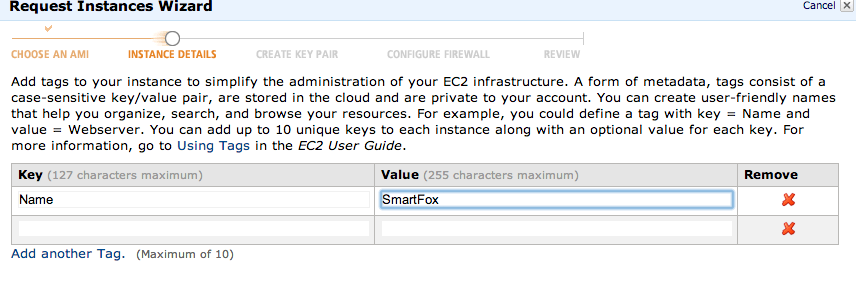 Request Instances Wizard
Cancel X
CHOOSE AN AMI INSTANCE DETAILS CREATE KEY PAIR CONFIGURE FIREWALL REVIEW
Add tags to your instance to simplify the administration of your EC2 infrastructure. A form of metadata, tags consist of a
case-sensitive key/value pair, are stored in the cloud and are private to your account. You can create user-friendly names
that help you organize, search, and browse your resources. For example, you could define a tag with key = Name and
value = Webserver. You can add up to 10 unique keys to each instance along with an optional value for each key. For
more information, go to Using Tags in the EC2 User Guide.
Key (127 characters maximum) Value (255 characters maximum) Remove
Name SmartFox
Add another Tag. (Maximum of 10)